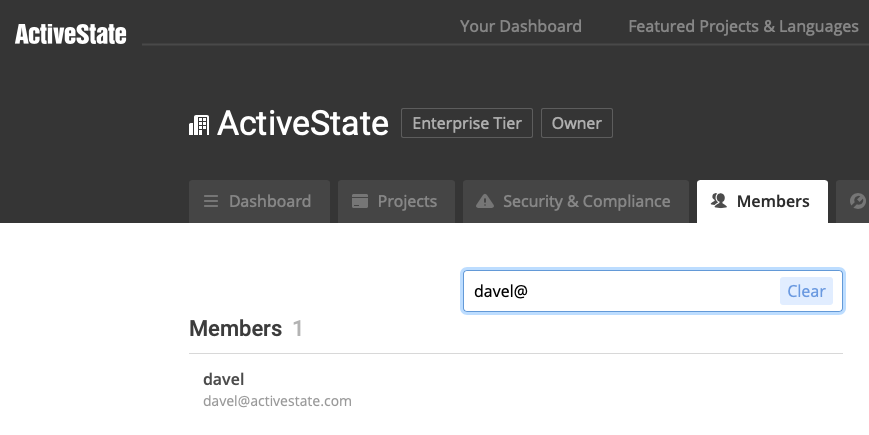 ActiveState
Your Dashboard Featured Projects & Languages
ActiveState Enterprise Tier Owner
Dashboard Projects Security & Compliance Members
davel@ Clear
Members 1
davel
davel@activestate.com